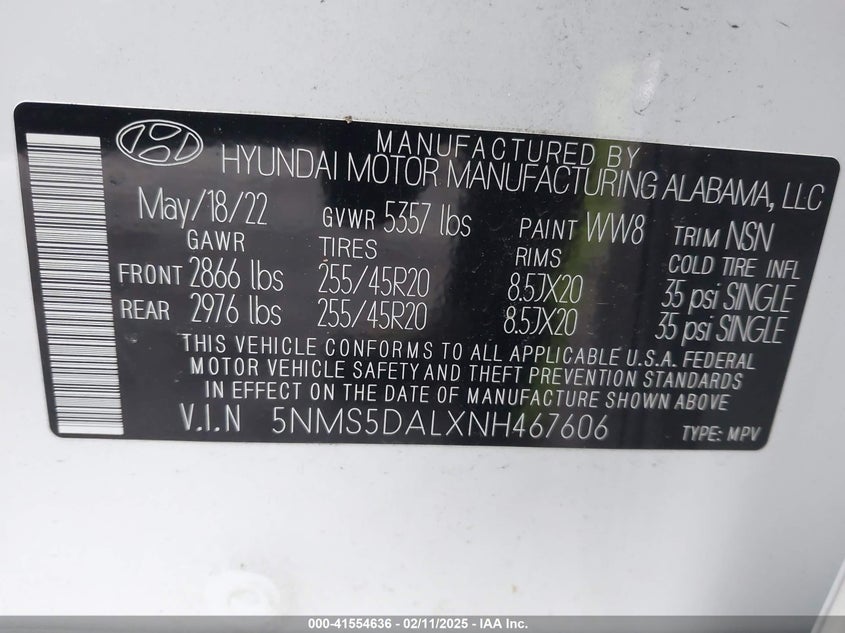 MANUFACTURED BY
HYUNDAI MOTOR MANUFACTURING ALABAMA, LLC
May/18/22 GVWR 5357 lbs PAINT WW8 TRIM NSN
GAWR TIRES RIMS COLD TIRE INFL
FRONT 2866 lbs 255/45R20 8.5JX20 35 psi SINGLE
REAR 2976 lbs 255/45R20 8.5JX20 35 psi SINGLE
THIS VEHICLE CONFORMS TO ALL APPLICABLE U.S.A. FEDERAL
MOTOR VEHICLE SAFETY AND THEFT PREVENTION STANDARDS
IN EFFECT ON THE DATE OF MANUFACTURE SHOWN ABOVE
V.I.N 5NMS5DALXNH467606 TYPE: MPV
000-41554636 - 02/11/2025 - IAA Inc.